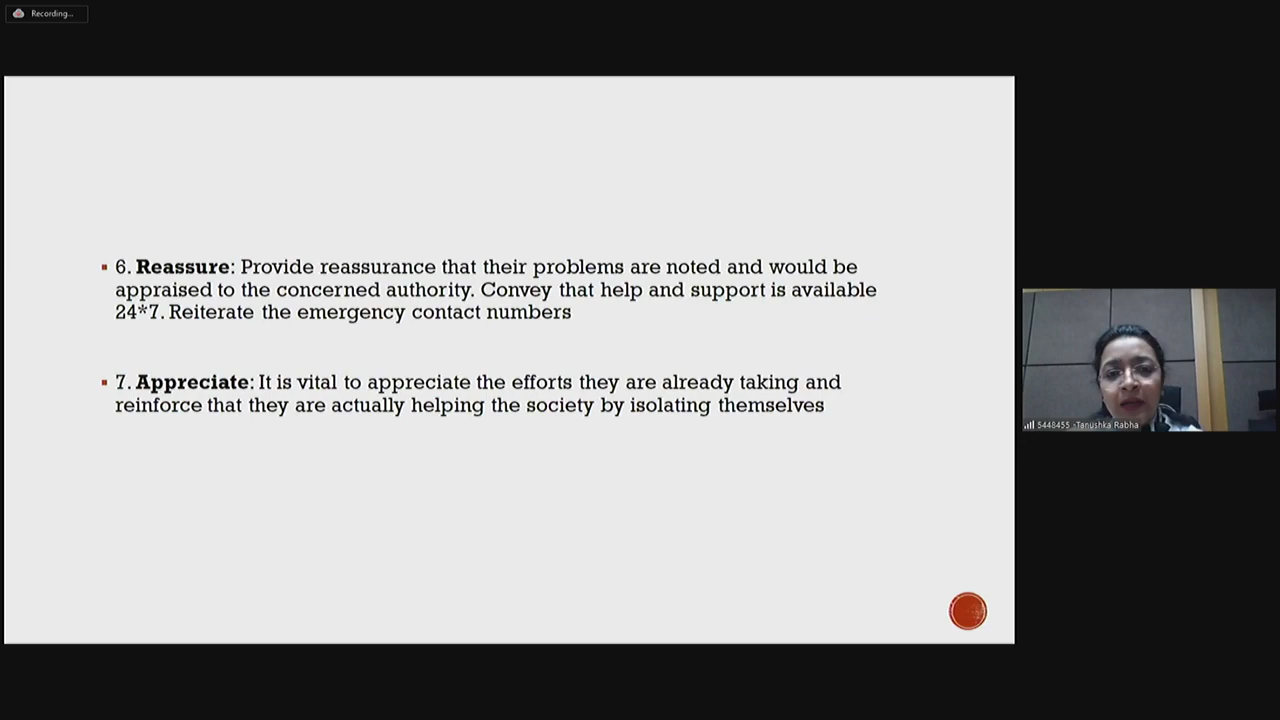 Recording...
6. Reassure: Provide reassurance that their problems are noted and would be
appraised to the concerned authority. Convey that help and support is available
24*7. Reiterate the emergency contact numbers
7. Appreciate: It is vital to appreciate the efforts they are already taking and
reinforce that they are actually helping the society by isolating themselves
5448455 -Tanushka Rabha